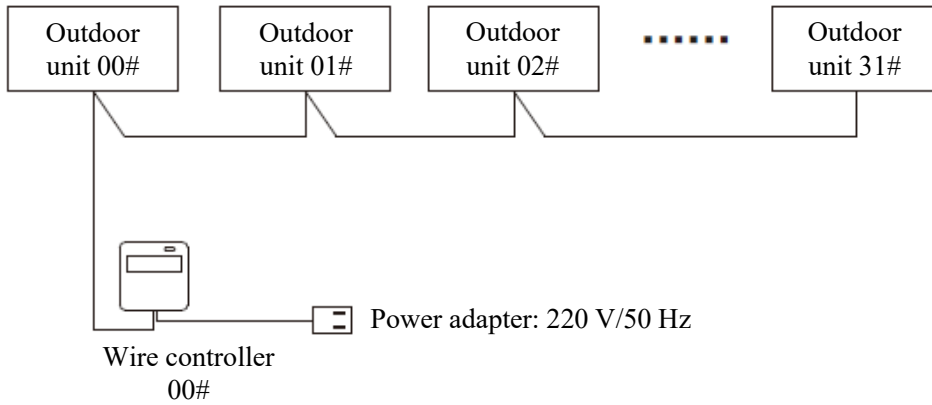 Outdoor
unit 00#
Outdoor
unit 01#
Outdoor
unit 02#
......
Outdoor
unit 31#
Power adapter: 220 V/50 Hz
Wire controller
00#